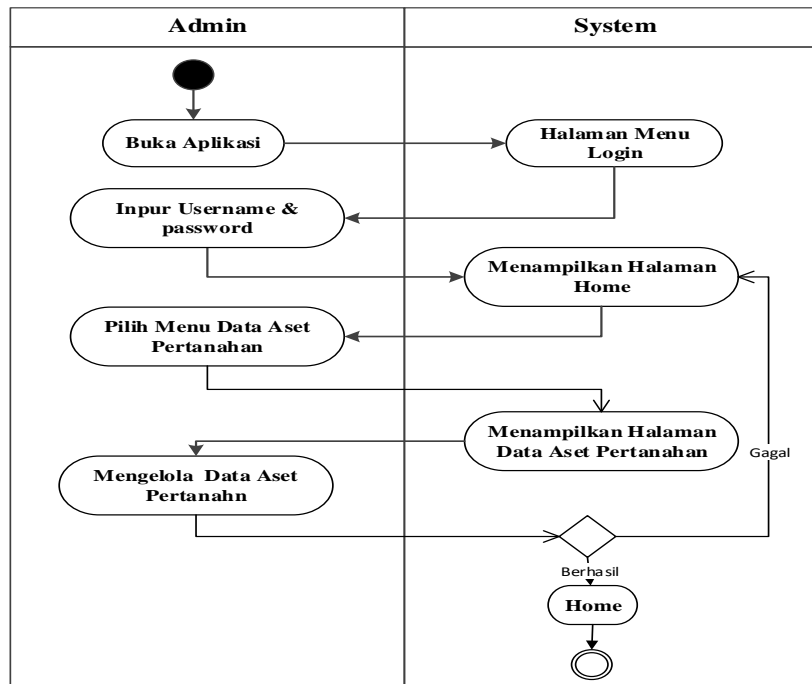 Admin
System
Buka Aplikasi
Halaman Menu
Login
Inpur Username &
password
Menampilkan Halaman
Home
Pilih Menu Data Aset
Pertanahan
Menampilkan Halaman
Data Aset Pertanahan
Gagal
Mengelola Data Aset
Pertanahn
Berhasil
Home